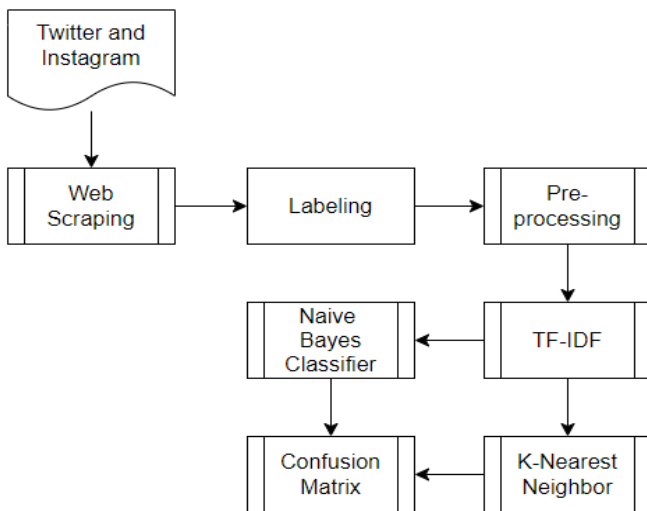 Twitter and
Instagram
Web
Scraping
Labeling
Pre-
processing
Naive
Bayes
Classifier
TF-IDF
Confusion
Matrix
K-Nearest
Neighbor